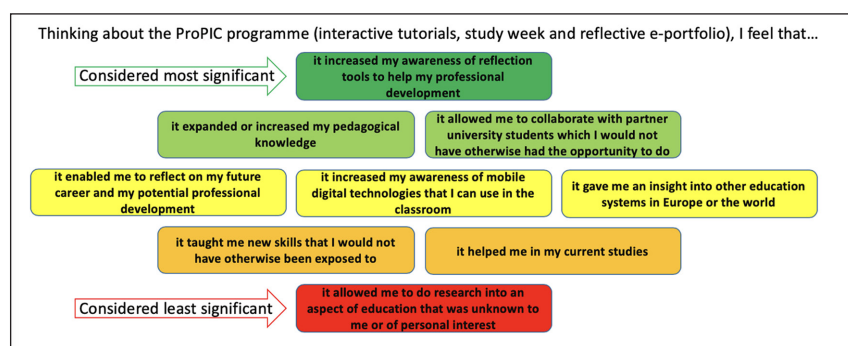 Thinking about the ProPIC programme (interactive tutorials, study week and reflective e-portfolio), I feel that...
Considered most significant
it increased my awareness of reflection
tools to help my professional
development
it expanded or increased my pedagogical
knowledge
it allowed me to collaborate with partner
university students which I would not
have otherwise had the opportunity to do
it enabled me to reflect on my future
career and my potential professional
development
it increased my awareness of mobile
digital technologies that I can use in the
classroom
it gave me an insight into other education
systems in Europe or the world
it taught me new skills that I would not
have otherwise been exposed to
it helped me in my current studies
Considered least significant
it allowed me to do research into an
aspect of education that was unknown to
me or of personal interest